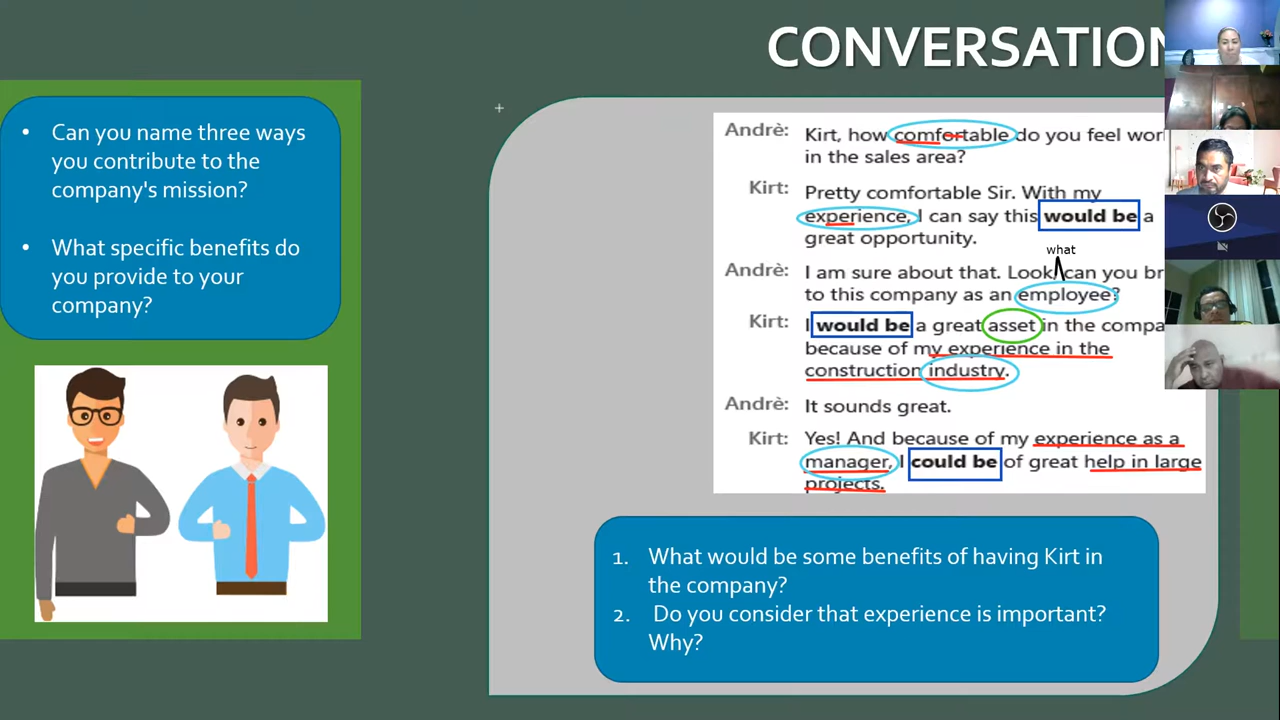 CONVERSATION
• Can you name three ways
you contribute to the
company's mission?
• What specific benefits do
you provide to your
company?
Andrè: Kirt, how comfortable do you feel wor
in the sales area?
Kirt: Pretty comfortable Sir. With my
experience, I can say this would be a
great opportunity.
what
Andrè: I am sure about that. Look, can you br
to this company as an employee?
Kirt: I would be a great asset in the compa
because of my experience in the
construction industry.
Andrè: It sounds great.
Kirt: Yes! And because of my experience as a
manager, I could be of great help in large
projects.
1. What would be some benefits of having Kirt in
the company?
2. Do you consider that experience is important?
Why?